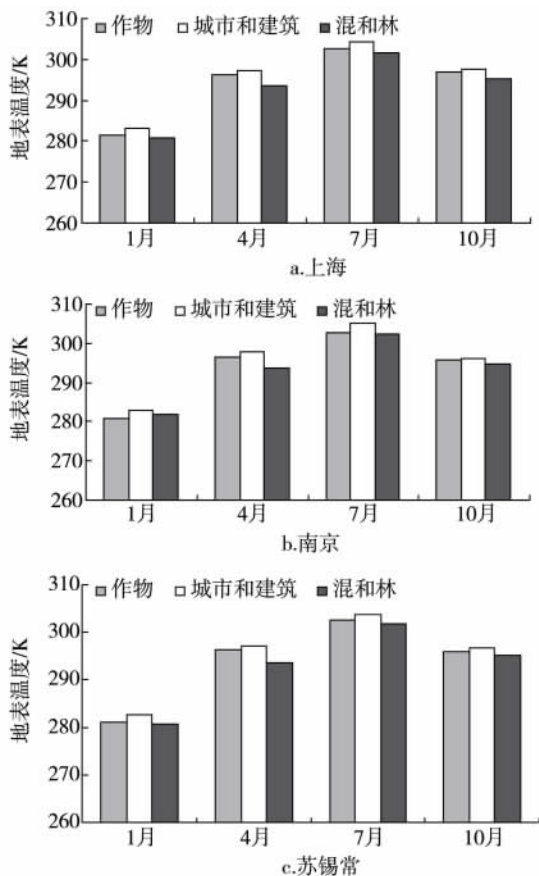 作物 城市和建筑 混和林
地表温度/K
310
300
290
280
270
260
1月 4月 7月 10月
a.上海
作物 城市和建筑 混和林
地表温度/K
310
300
290
280
270
260
1月 4月 7月 10月
b.南京
作物 城市和建筑 混和林
地表温度/K
310
300
290
280
270
260
1月 4月 7月 10月
c.苏锡常